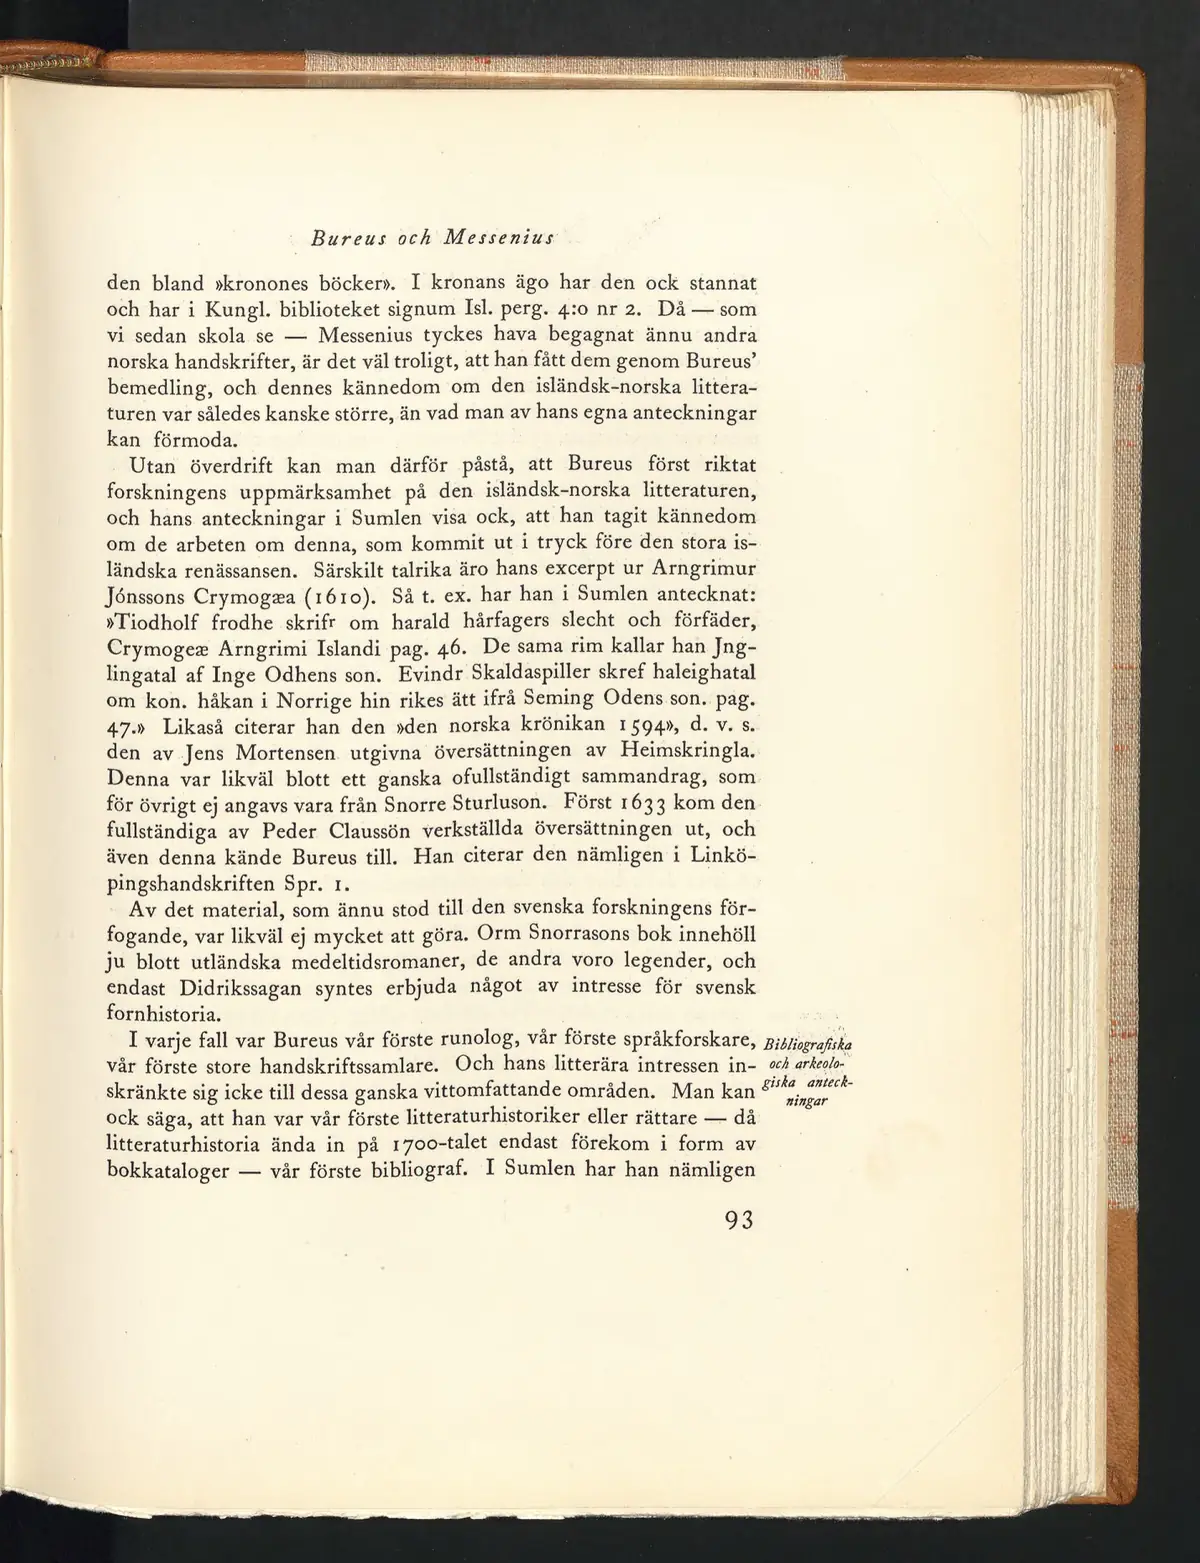 Bureus och Messenius
den bland »kronones böcker». I kronans ägo har den ock stannat
och har i Kungl. biblioteket signum Isl. perg. 4:o nr 2. Då — som
vi sedan skola se — Messenius tyckes hava begagnat ännu andra
norska handskrifter, är det väl troligt, att han fått dem genom Bureus’
bemedling, och dennes kännedom om den isländsk-norska littera-
turen var således kanske större, än vad man av hans egna anteckningar
kan förmoda.
Utan överdrift kan man därför påstå, att Bureus först riktat
forskningens uppmärksamhet på den isländsk-norska litteraturen,
och hans anteckningar i Sumlen visa ock, att han tagit kännedom
om de arbeten om denna, som kommit ut i tryck före den stora is-
ländska renässansen. Särskilt talrika äro hans excerpt ur Arngrimur
Jónssons Crymogæa (1610). Så t. ex. har han i Sumlen antecknat:
»Tiodholf frodhe skrifr om harald hårfagers slecht och förfäder,
Crymogeæ Arngrimi Islandi pag. 46. De sama rim kallar han Jng-
lingatal af Inge Odhens son. Evindr Skaldaspiller skref haleighatal
om kon. håkan i Norrige hin rikes ätt ifrå Seming Odens son. pag.
47.» Likaså citerar han den »den norska krönikan 1594», d. v. s.
den av Jens Mortensen utgivna översättningen av Heimskringla.
Denna var likväl blott ett ganska ofullständigt sammandrag, som
för övrigt ej angavs vara från Snorre Sturluson. Först 1633 kom den
fullständiga av Peder Claussön verkställda översättningen ut, och
även denna kände Bureus till. Han citerar den nämligen i Linkö-
pingshandskriften Spr. 1.
Av det material, som ännu stod till den svenska forskningens för-
fogande, var likväl ej mycket att göra. Orm Snorrasons bok innehöll
ju blott utländska medeltidsromaner, de andra voro legender, och
endast Didrikssagan syntes erbjuda något av intresse för svensk
fornhistoria.
I varje fall var Bureus vår förste runolog, vår förste språkforskare,
vår förste store handskriftssamlare. Och hans litterära intressen in-
skränkte sig icke till dessa ganska vittomfattande områden. Man kan
ock säga, att han var vår förste litteraturhistoriker eller rättare — då
litteraturhistoria ända in på 1700-talet endast förekom i form av
bokkataloger — vår förste bibliograf. I Sumlen har han nämligen
Bibliografiska
och arkeolo-
giska anteck-
ningar
93